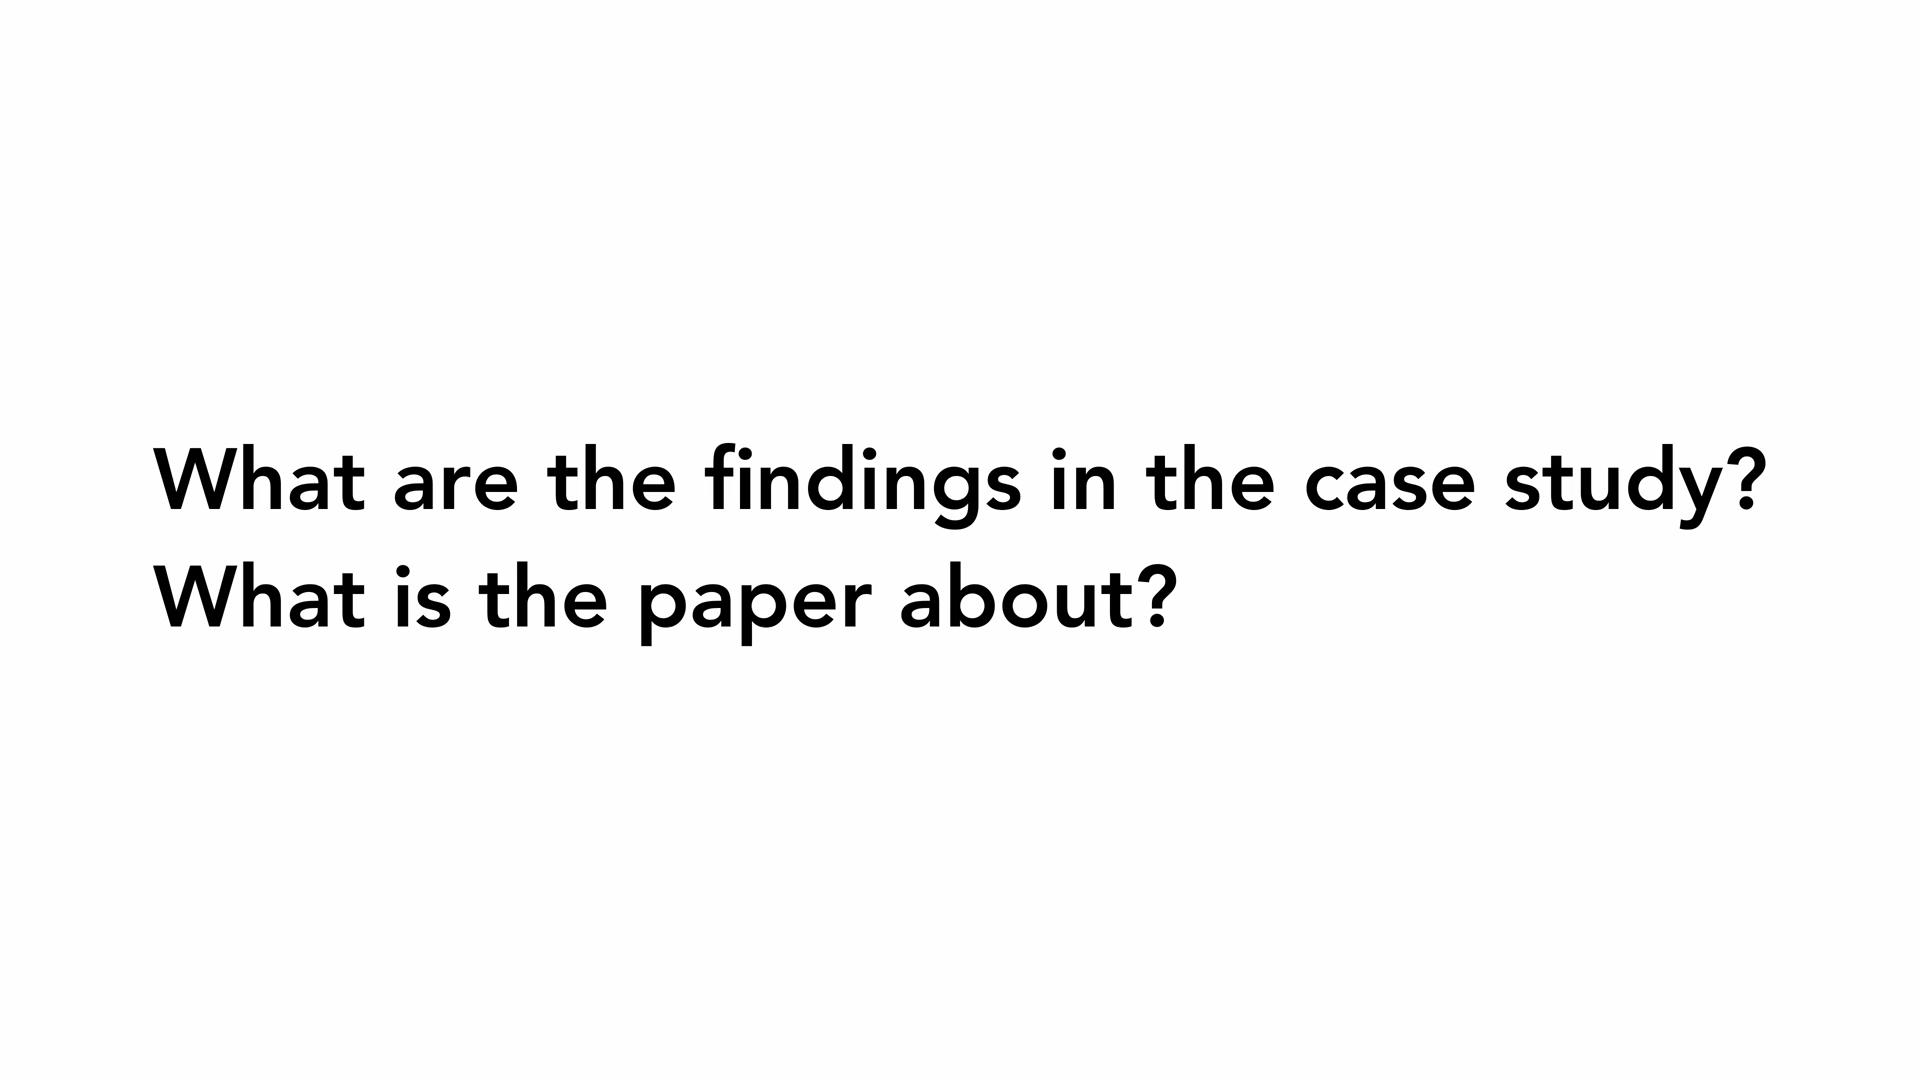 What are the findings in the case study?
What is the paper about?